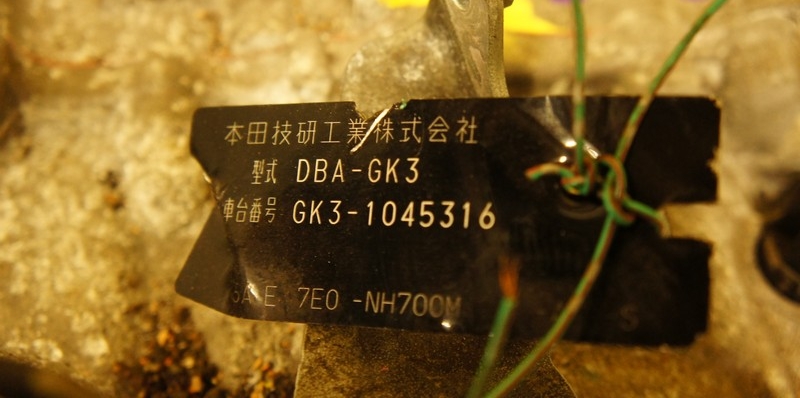 本田技研工業株式会社
型式 DBA-GK3
車台番号 GK3-1045316
7E0 -NH700M